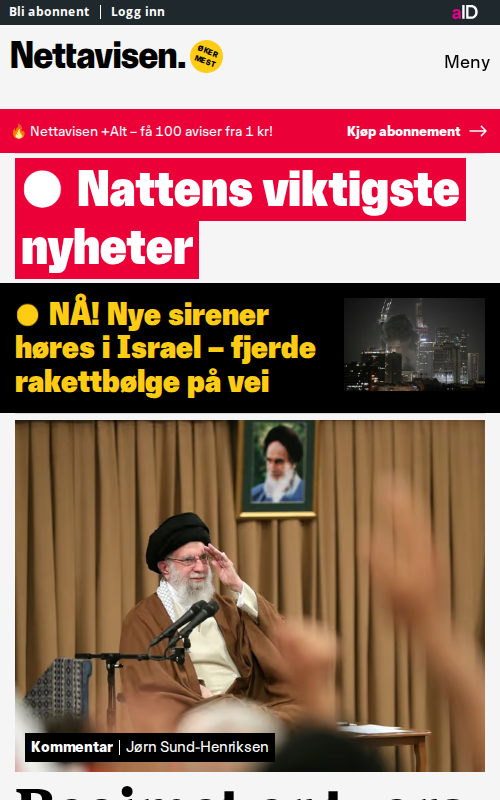 Bli abonnent | Logg inn
aID
Nettavisen.
ØKER
MEST
Meny
🔥 Nettavisen +Alt – få 100 aviser fra 1 kr!
Kjøp abonnement →
Nattens viktigste
nyheter
NÅ! Nye sirener
høres i Israel – fjerde
rakettbølge på vei
Kommentar | Jørn Sund-Henriksen